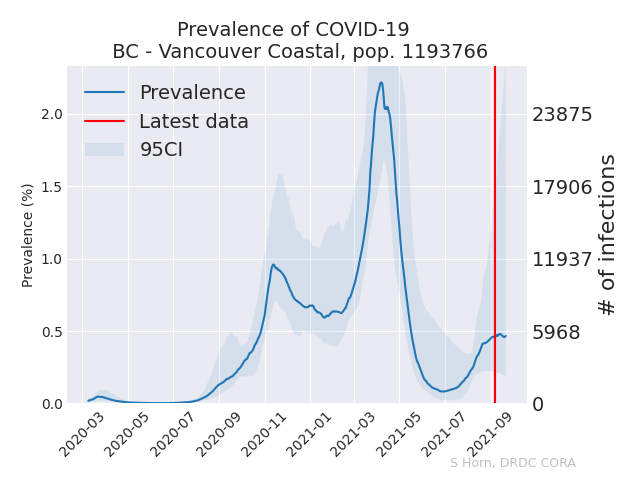 Prevalence of COVID-19
BC - Vancouver Coastal, pop. 1193766
Prevalence
Latest data
95CI
Prevalence (%)
2.0
1.5
1.0
0.5
0.0
23875
17906
11937
5968
0
# of infections
2020-03
2020-05
2020-07
2020-09
2020-11
2021-01
2021-03
2021-05
2021-07
2021-09
S Horn, DRDC CORA